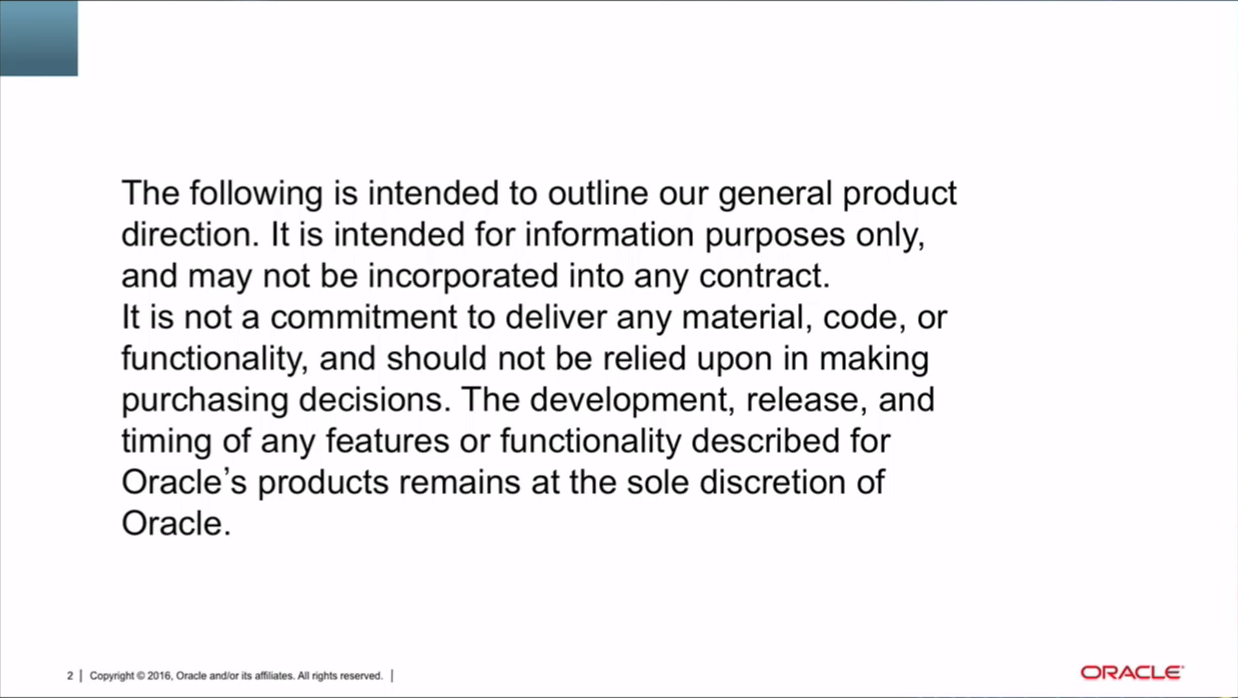 The following is intended to outline our general product
direction. It is intended for information purposes only,
and may not be incorporated into any contract.
It is not a commitment to deliver any material, code, or
functionality, and should not be relied upon in making
purchasing decisions. The development, release, and
timing of any features or functionality described for
Oracle’s products remains at the sole discretion of
Oracle.
2 | Copyright © 2016, Oracle and/or its affiliates. All rights reserved. |
ORACLE